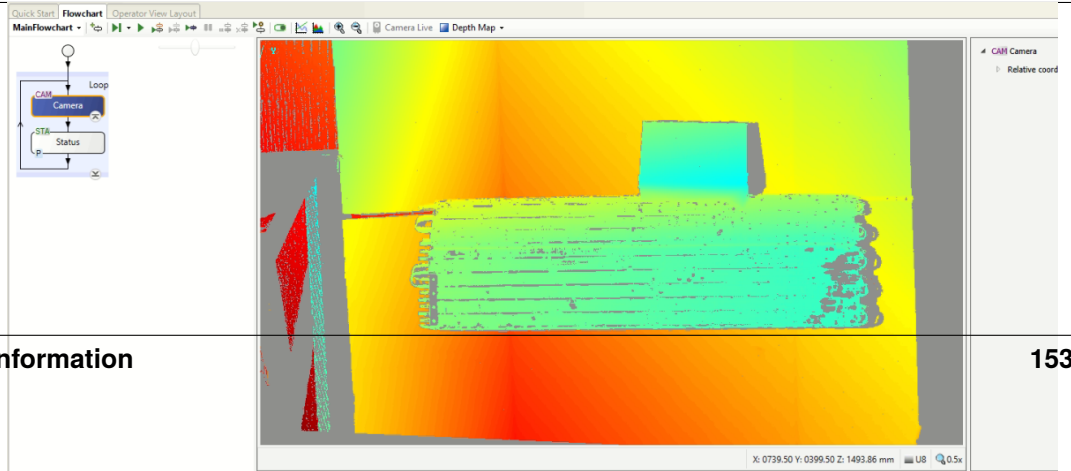 Quick Start Flowchart Operator View Layout
MainFlowchart Camera Live Depth Map
CAM Camera
Relative coord
Y
Loop
CAM
Camera
STA
Status
P
nformation 153
X: 0739.50 Y: 0399.50 Z: 1493.86 mm U8 0.5x